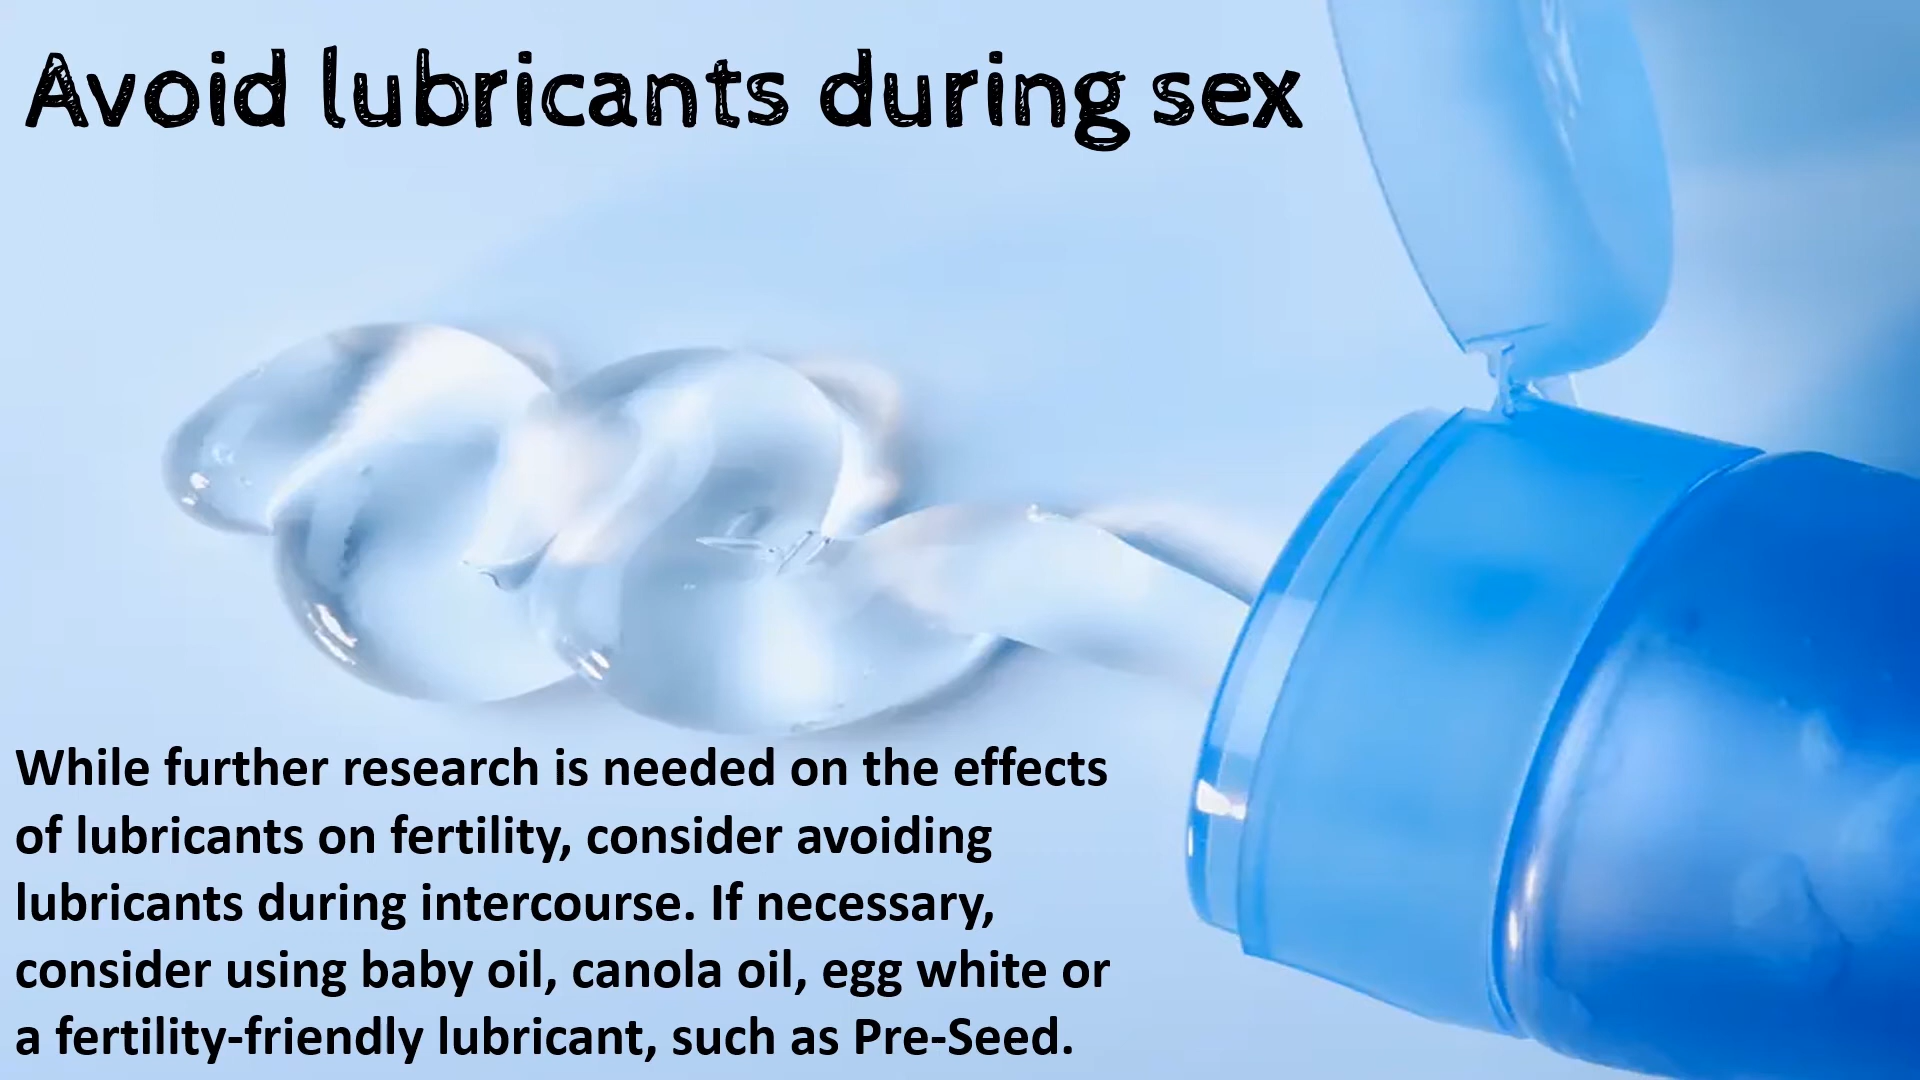 Avoid lubricants during sex
While further research is needed on the effects
of lubricants on fertility, consider avoiding
lubricants during intercourse. If necessary,
consider using baby oil, canola oil, egg white or
a fertility-friendly lubricant, such as Pre-Seed.